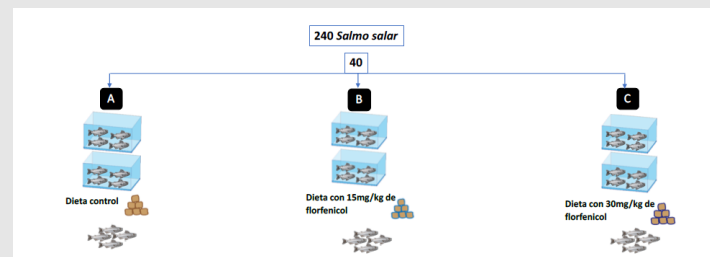 240 Salmo salar
40
A
B
C
Dieta control
Dieta con 15mg/kg de
florfenicol
Dieta con 30mg/kg de
florfenicol